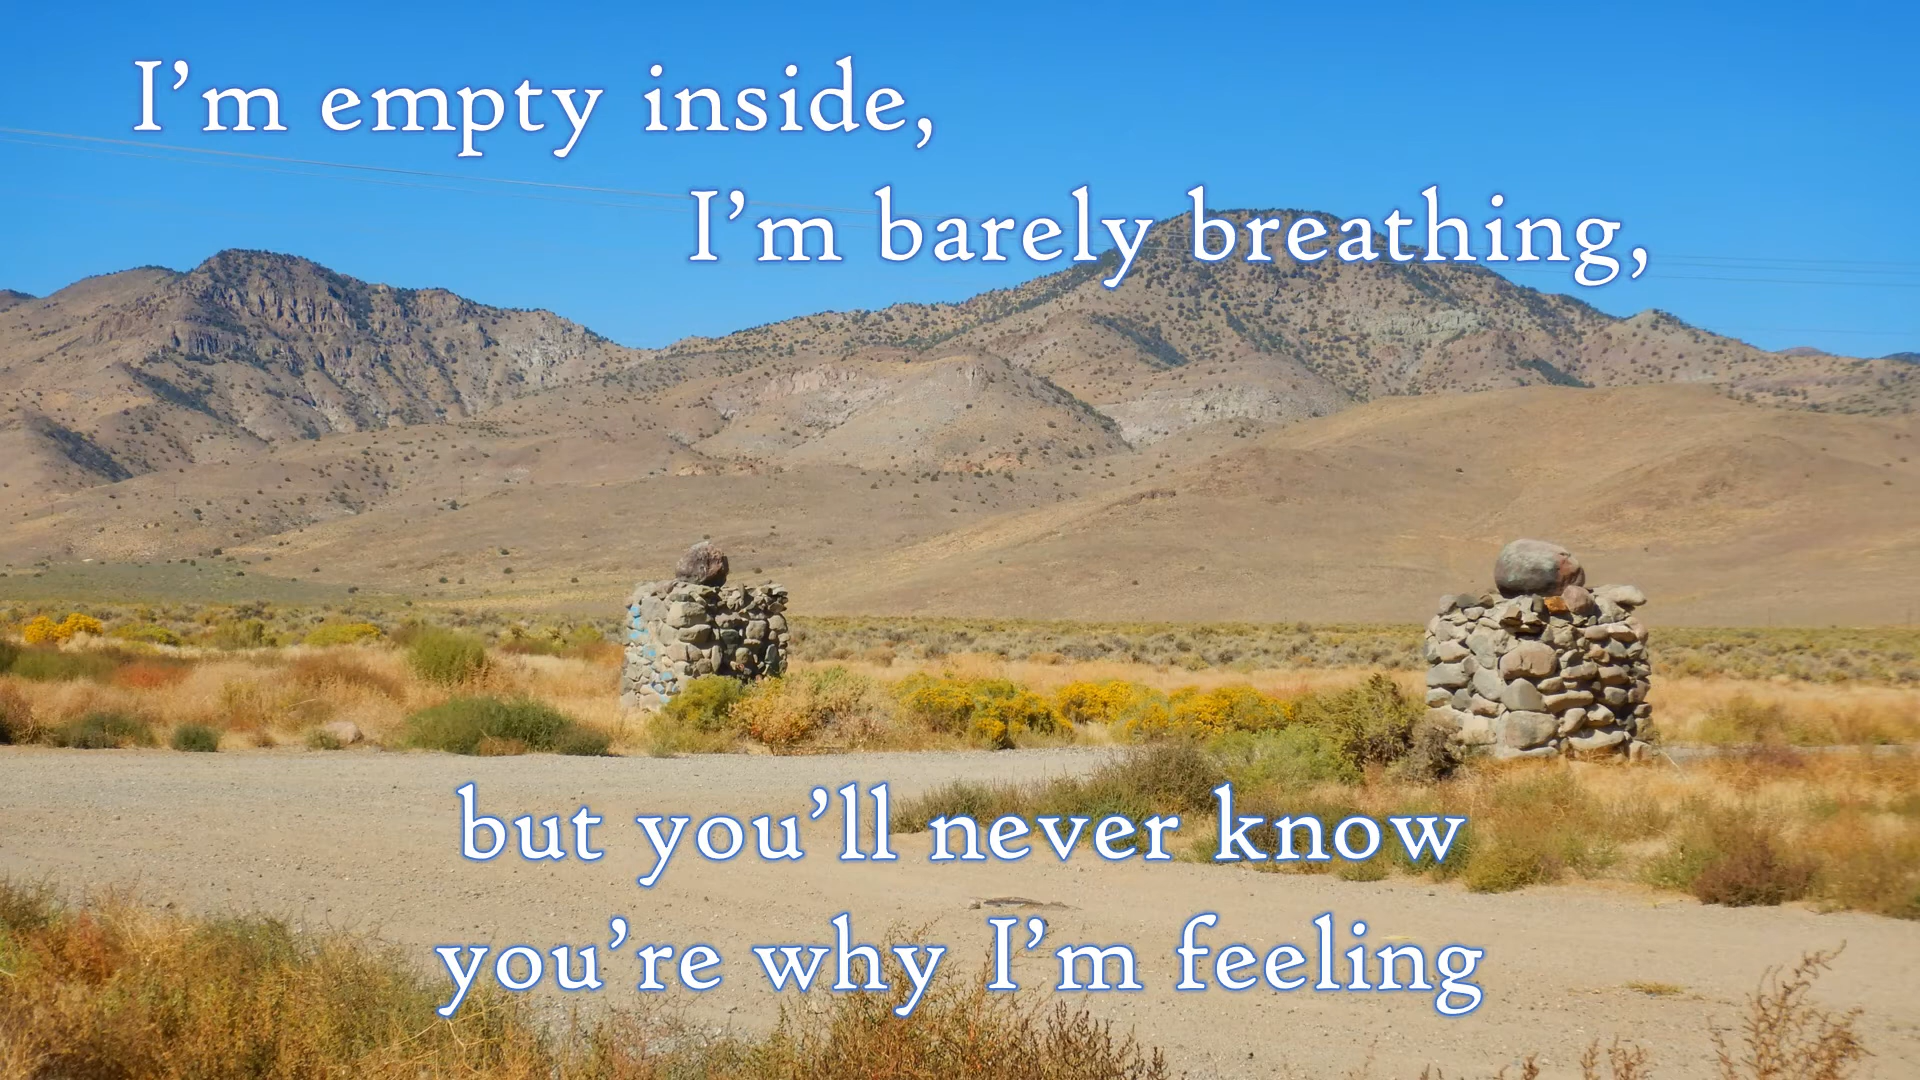 I’m empty inside,
I’m barely breathing,
but you’ll never know
you’re why I’m feeling